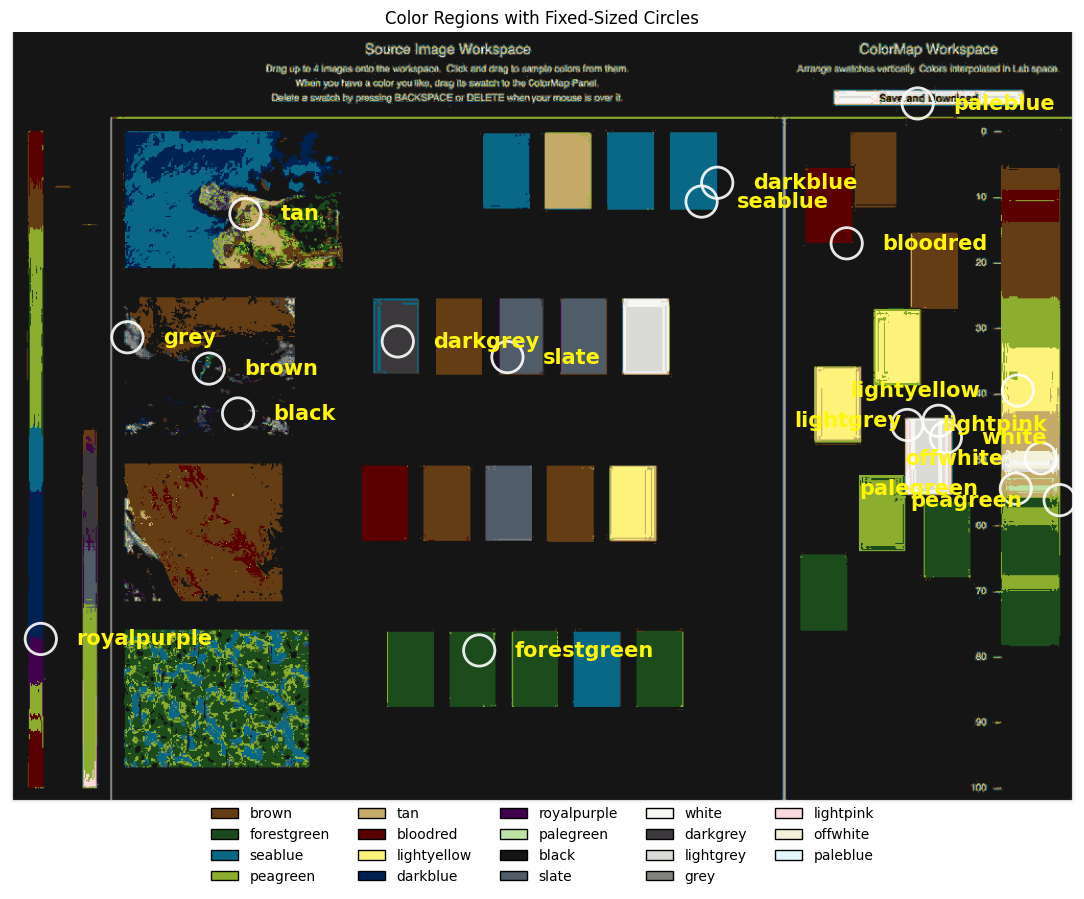 Color Regions with Fixed-Sized Circles
Source Image Workspace
Drag up to 4 images onto the workspace. Click and drag to sample colors from them.
When you have a color you like, drag its swatch to the ColorMap Panel.
Delete a swatch by pressing BACKSPACE or DELETE when your mouse is over it.
ColorMap Workspace
Arrange swatches vertically. Colors interpolated in Lab space.
Save and Download
paleblue
0
darkblue
10
seablue
tan
bloodred
20
30
grey
darkgrey
slate
brown
lightyellow
40
black
lightgrey
lightpink
white
offwhite
palegreen
peagreen
60
70
royalpurple
forestgreen
80
90
100
brown
tan
royalpurple
white
lightpink
forestgreen
bloodred
palegreen
darkgrey
offwhite
seablue
lightyellow
black
lightgrey
paleblue
peagreen
darkblue
slate
grey